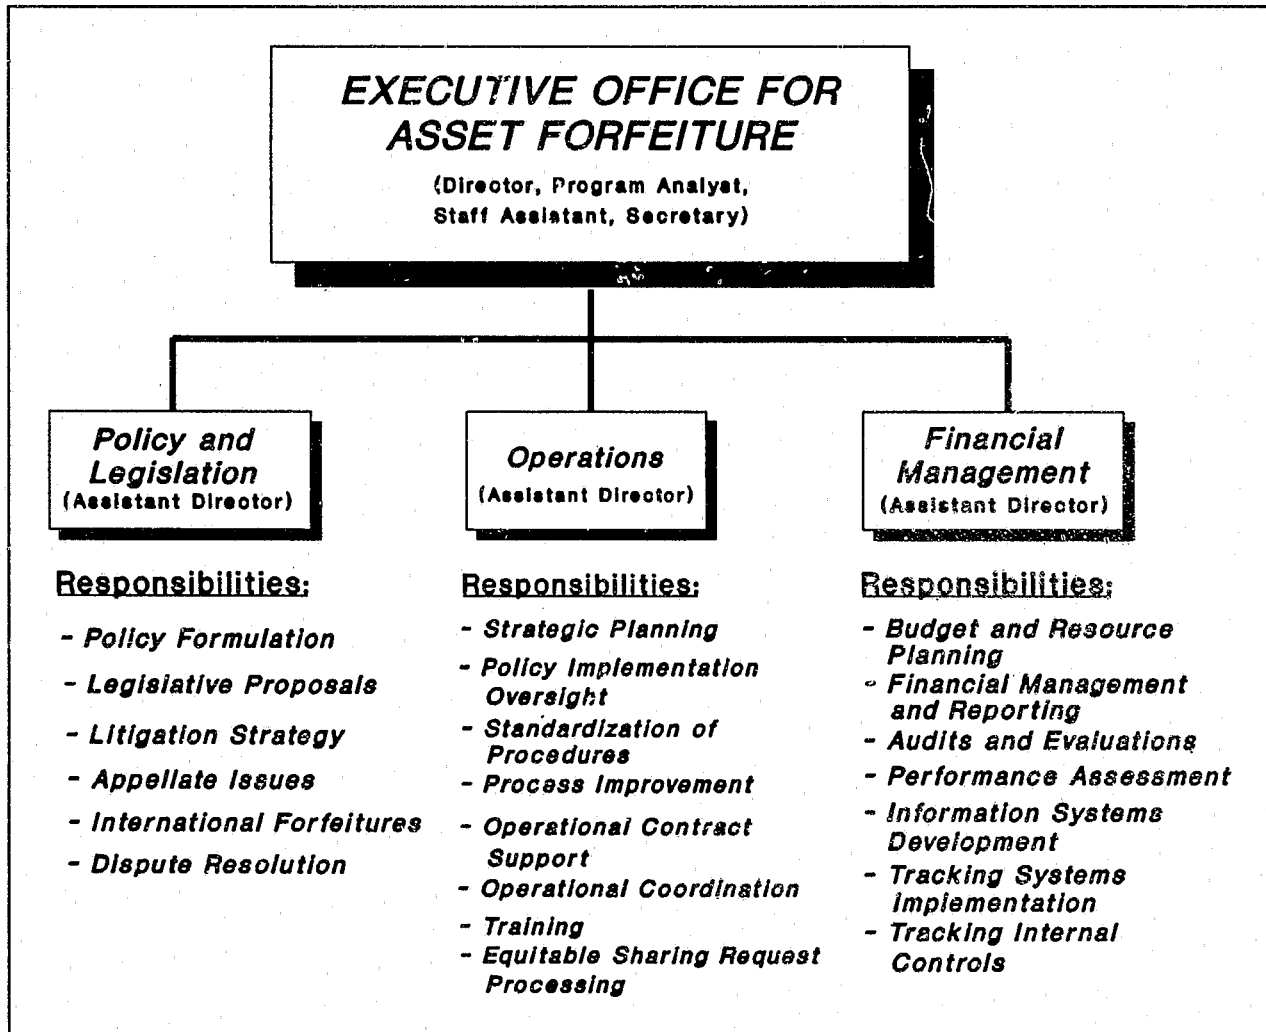 EXECUTIVE OFFICE FOR
ASSET FORFEITURE
(Director, Program Analyst,
Staff Assistant, Secretary)
Policy and
Legislation
(Assistant Director)
Responsibilities:
- Policy Formulation
- Legislative Proposals
- Litigation Strategy
- Appellate Issues
- International Forfeitures
- Dispute Resolution
Operations
(Assistant Director)
Responsibilities:
- Strategic Planning
- Policy Implementation
Oversight
- Standardization of
Procedures
- Process Improvement
- Operational Contract
Support
- Operational Coordination
- Training
- Equitable Sharing Request
Processing
Financial
Management
(Assistant Director)
Responsibilities:
- Budget and Resource
Planning
- Financial Management
and Reporting
- Audits and Evaluations
- Performance Assessment
- Information Systems
Development
- Tracking Systems
Implementation
- Tracking Internal
Controls